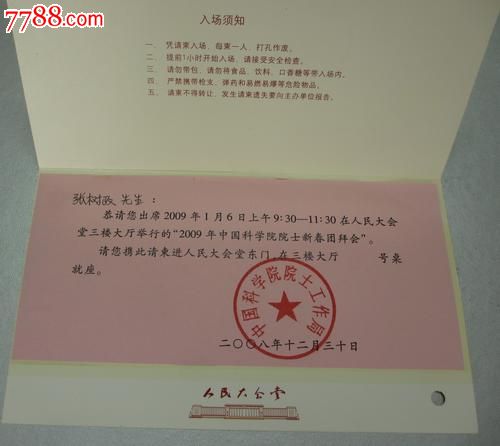 7788.com
入场须知
一、 凭请柬入场，每柬一人，打孔作废。
二、 提前1小时开始入场，请接受安全检查。
三、 请勿带包、请勿将食品、饮料、口香糖等带入场内。
四、 严禁携带枪支、弹药和易燃易爆等危险物品。
五、 请柬不得转让，发生请柬遗失要向主办单位报告。
张树政 先生：
恭请您出席 2009 年 1 月 6 日上午 9:30—11:30 在人民大会
堂三楼大厅举行的“2009 年中国科学院院士新春团拜会”。
请您携此请柬进人民大会堂东门，在三楼大厅 号桌
就座。
中国科学院院士工作局
二〇〇八年十二月三十日
人民大会堂
7788.com